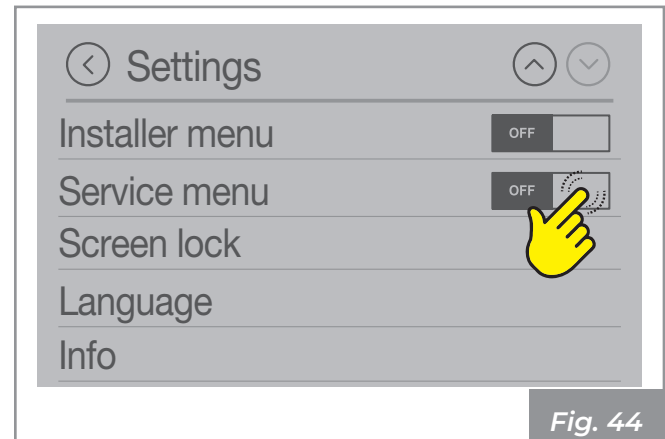 Settings
Installer menu OFF
Service menu OFF
Screen lock
Language
Info
Fig. 44